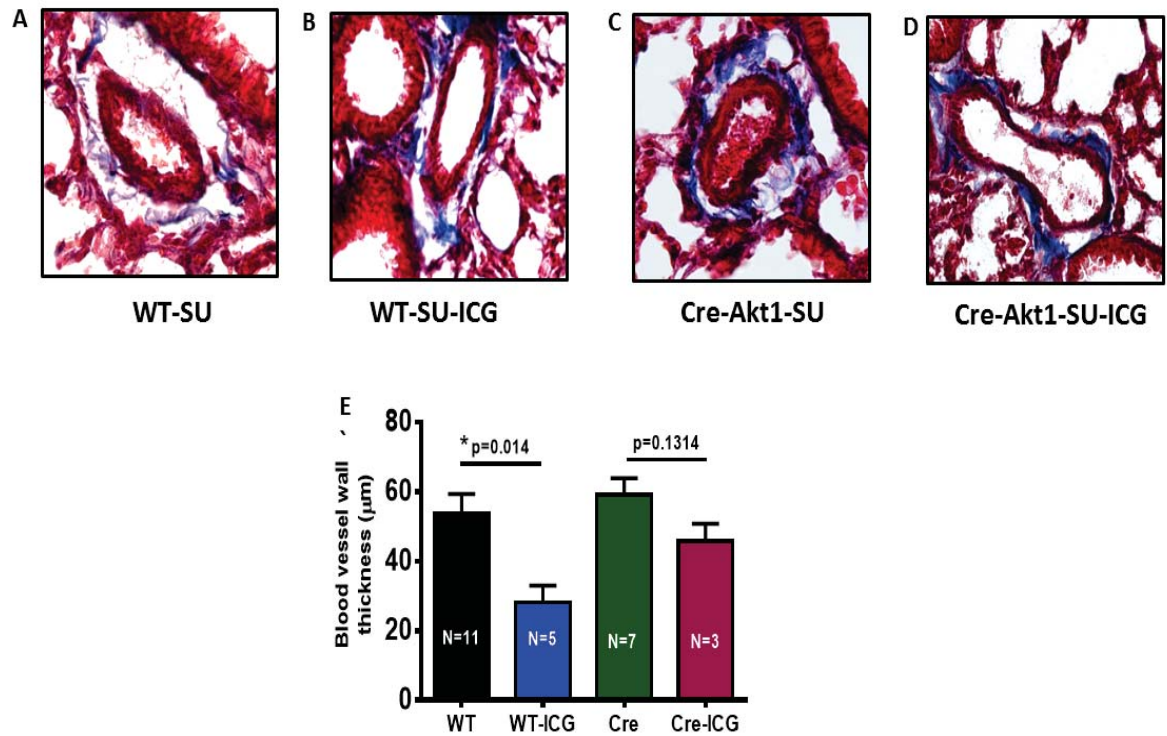 A
B
C
D
WT-SU
WT-SU-ICG
Cre-Akt1-SU
Cre-Akt1-SU-ICG
E
`
Blood vessel wall
thickness (µm)
80
60
40
20
0
* p=0.014
p=0.1314
N=11
N=5
N=7
N=3
WT
WT-ICG
Cre
Cre-ICG